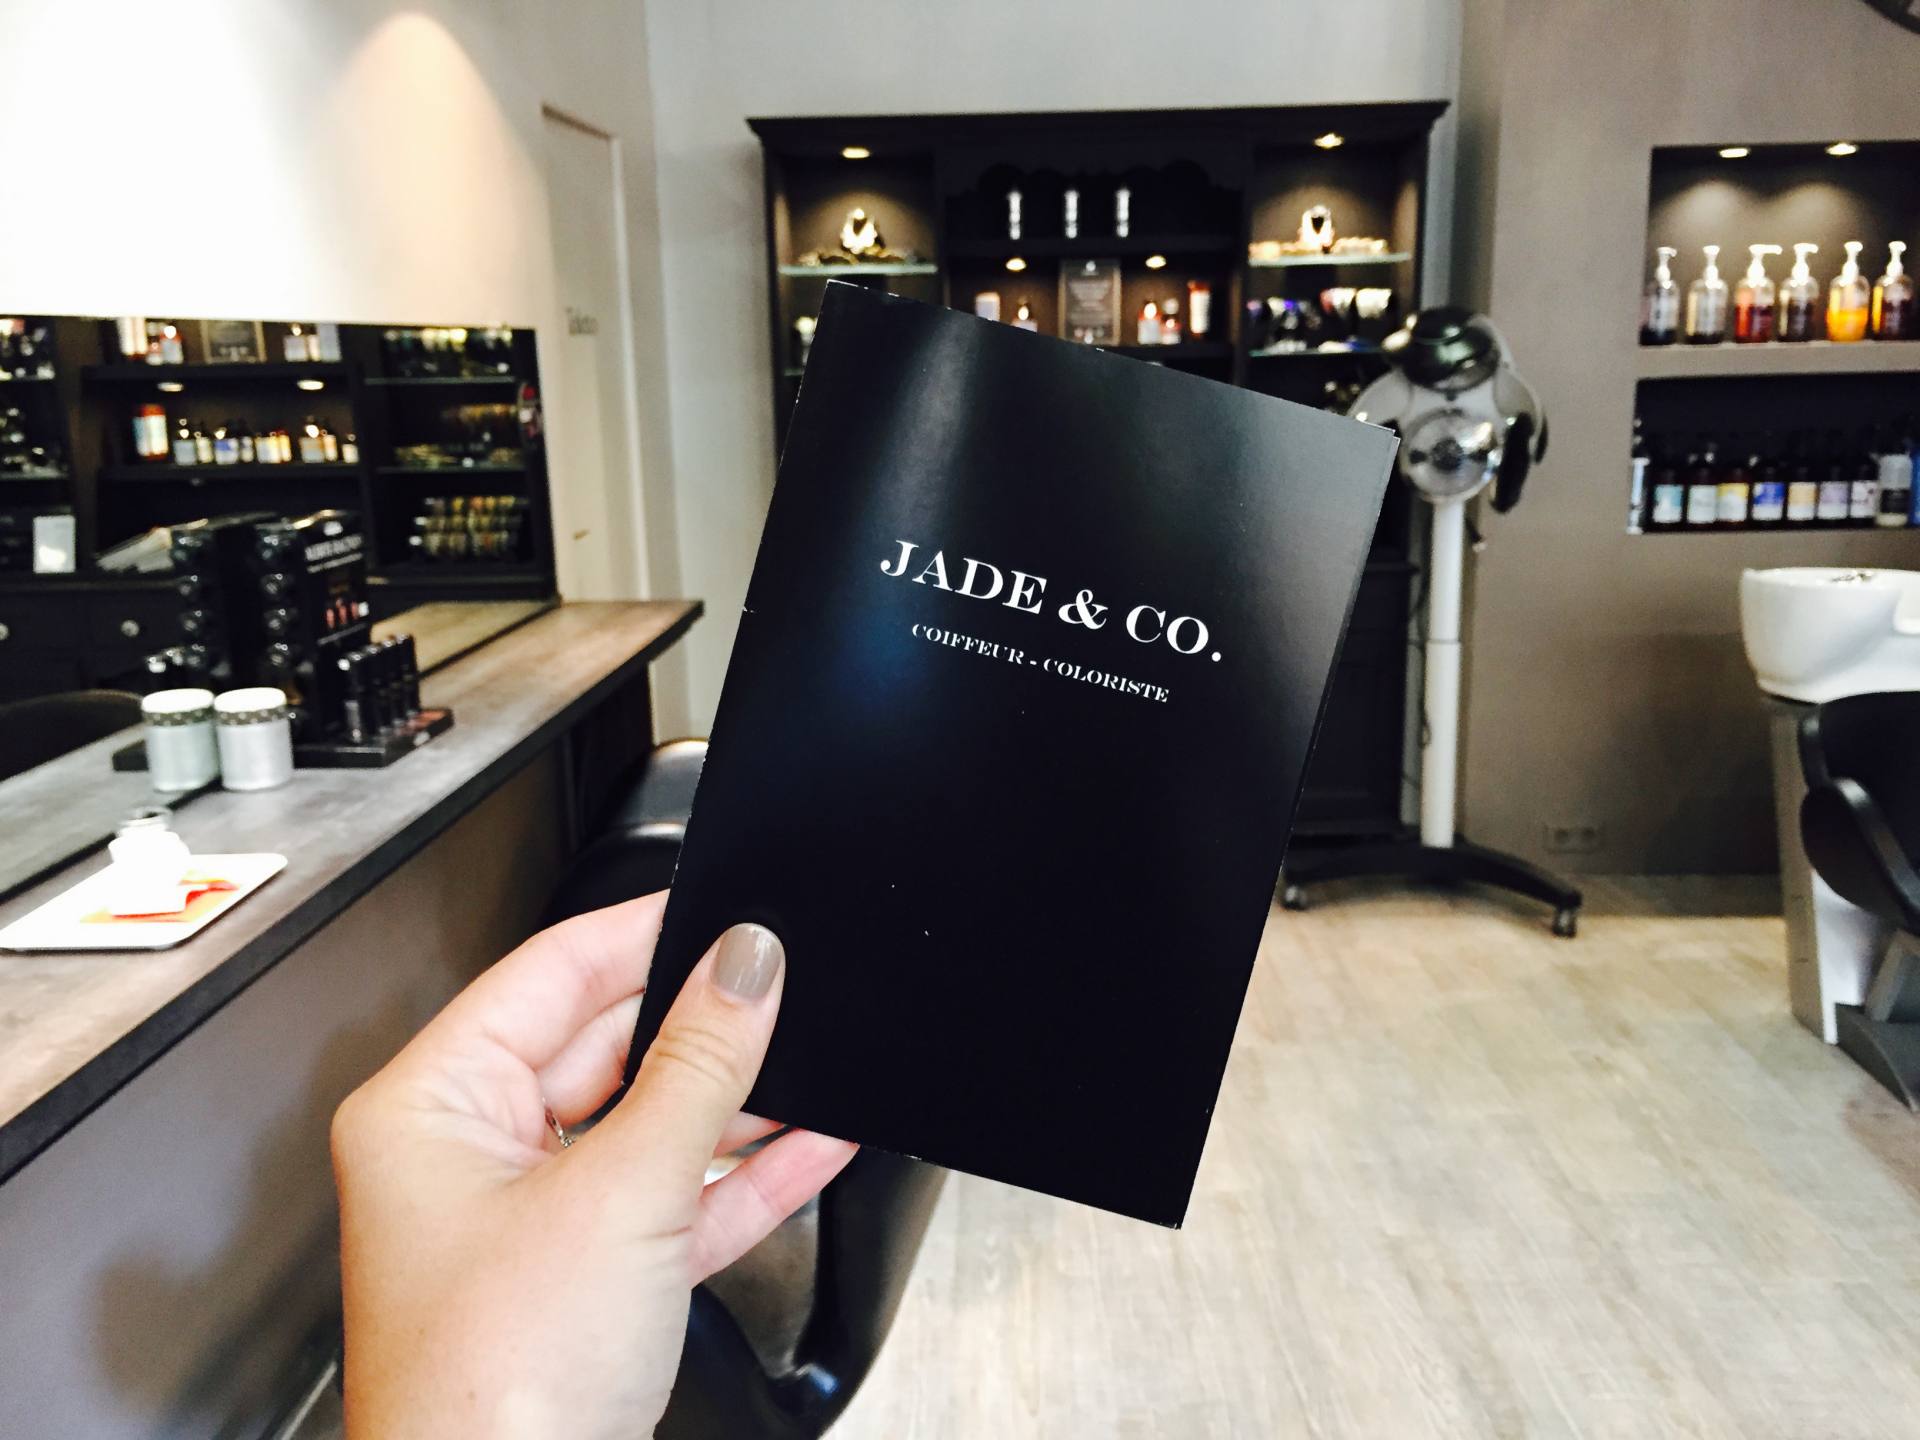 JADE & CO.
COIFFEUR - COLORISTE